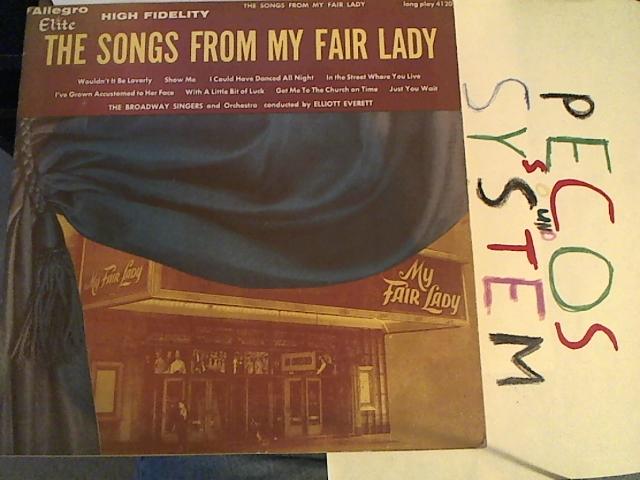 Allegro
Elite
HIGH FIDELITY
THE SONGS FROM MY FAIR LADY
long play 4120
THE SONGS FROM MY FAIR LADY
Wouldn't It Be Loverly Show Me I Could Have Danced All Night In the Street Where You Live
I've Grown Accustomed to Her Face With A Little Bit of Luck Get Me To The Church on Time Just You Wait
THE BROADWAY SINGERS and Orchestra conducted by ELLIOTT EVERETT
My Fair Lady
My
FAIR LADY
PECOS
SOUND
SYSTEM